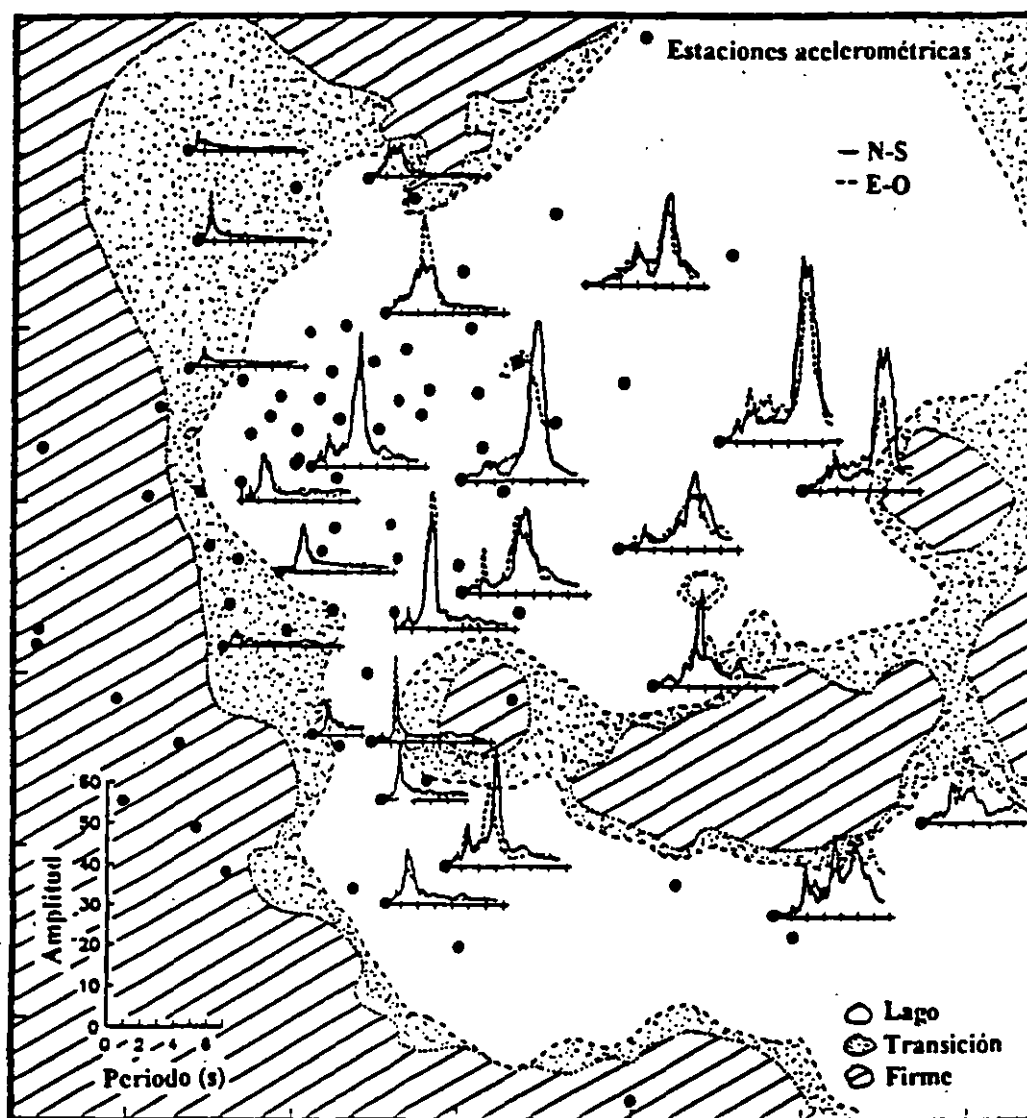 Estaciones acelerométricas
— N-S
--- E-O
60
50
40
30
20
10
0
Amplitud
0 2 4 6
Periodo (s)
Lago
Transición
Firme